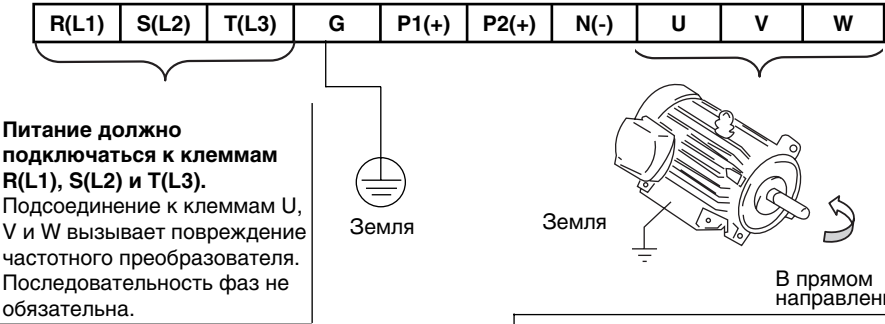 R(L1) S(L2) T(L3) G P1(+) P2(+) N(-) U V W
Питание должно
подключаться к клеммам
R(L1), S(L2) и T(L3).
Подсоединение к клеммам U,
V и W вызывает повреждение
частотного преобразователя.
Последовательность фаз не
обязательна.
Земля
Земля
В прямом